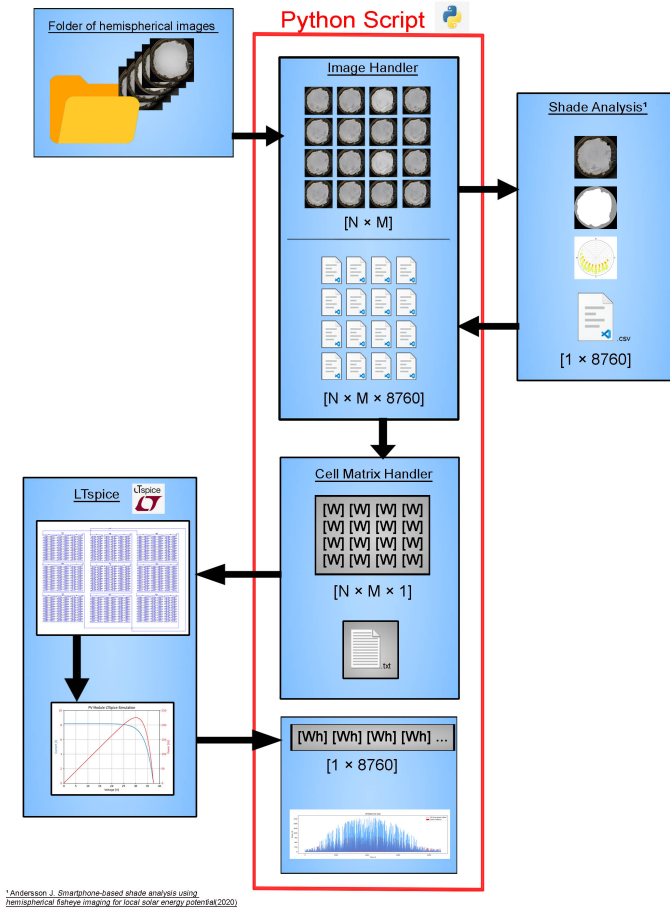 Python Script
Folder of hemispherical images
Image Handler
[N × M]
[N × M × 8760]
Shade Analysis¹
.csv
[1 × 8760]
Cell Matrix Handler
[W] [W] [W] [W]
[W] [W] [W] [W]
[W] [W] [W] [W]
[W] [W] [W] [W]
[N × M × 1]
.txt
LTspice
LTspice
PV Module LTspice Simulation
Voltage [V]
[Wh] [Wh] [Wh] [Wh] ...
[1 × 8760]
¹ Andersson J. Smartphone-based shade analysis using
hemispherical fisheye imaging for local solar energy potential(2020)